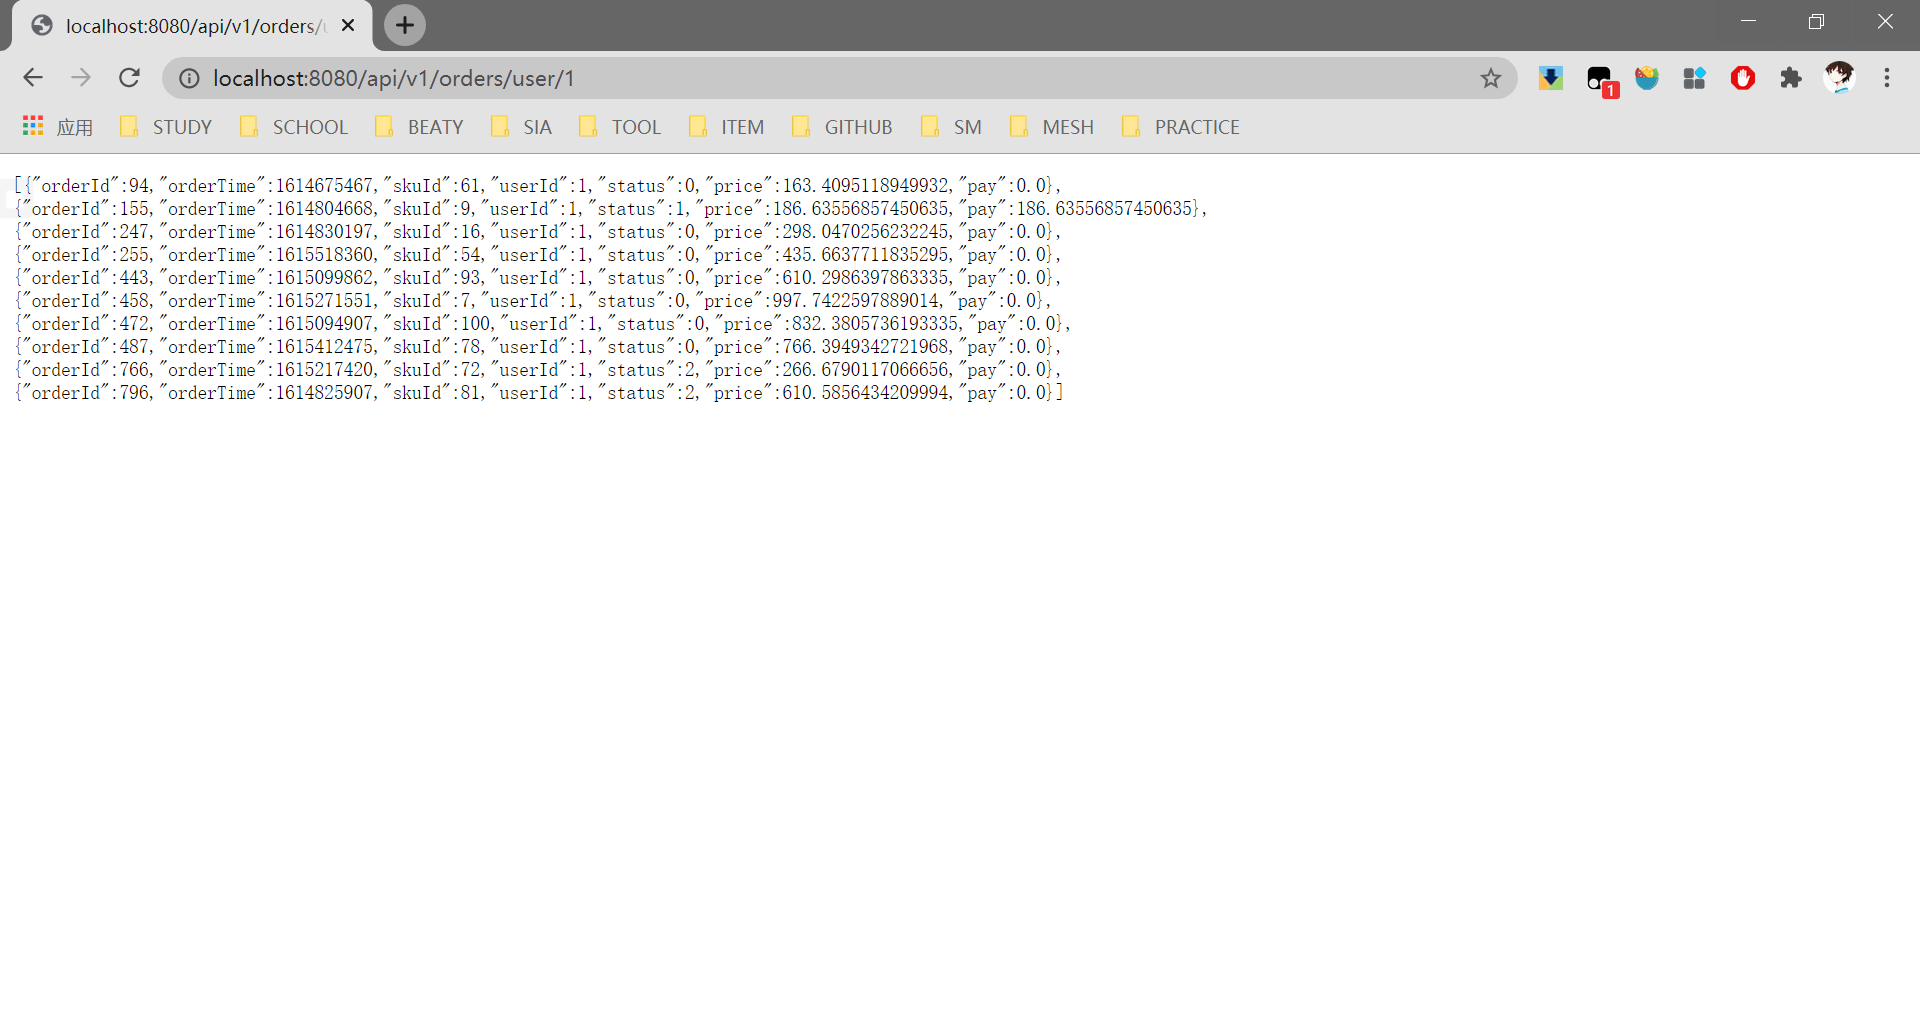 localhost:8080/api/v1/orders/
localhost:8080/api/v1/orders/user/1
1
应用 STUDY SCHOOL BEATY SIA TOOL ITEM GITHUB SM MESH PRACTICE
[{"orderId":94,"orderTime":1614675467,"skuId":61,"userId":1,"status":0,"price":163.4095118949932,"pay":0.0},
{"orderId":155,"orderTime":1614804668,"skuId":9,"userId":1,"status":1,"price":186.63556857450635,"pay":186.63556857450635},
{"orderId":247,"orderTime":1614830197,"skuId":16,"userId":1,"status":0,"price":298.0470256232245,"pay":0.0},
{"orderId":255,"orderTime":1615518360,"skuId":54,"userId":1,"status":0,"price":435.6637711835295,"pay":0.0},
{"orderId":443,"orderTime":1615099862,"skuId":93,"userId":1,"status":0,"price":610.2986397863335,"pay":0.0},
{"orderId":458,"orderTime":1615271551,"skuId":7,"userId":1,"status":0,"price":997.7422597889014,"pay":0.0},
{"orderId":472,"orderTime":1615094907,"skuId":100,"userId":1,"status":0,"price":832.3805736193335,"pay":0.0},
{"orderId":487,"orderTime":1615412475,"skuId":78,"userId":1,"status":0,"price":766.3949342721968,"pay":0.0},
{"orderId":766,"orderTime":1615217420,"skuId":72,"userId":1,"status":2,"price":266.6790117066656,"pay":0.0},
{"orderId":796,"orderTime":1614825907,"skuId":81,"userId":1,"status":2,"price":610.5856434209994,"pay":0.0}]